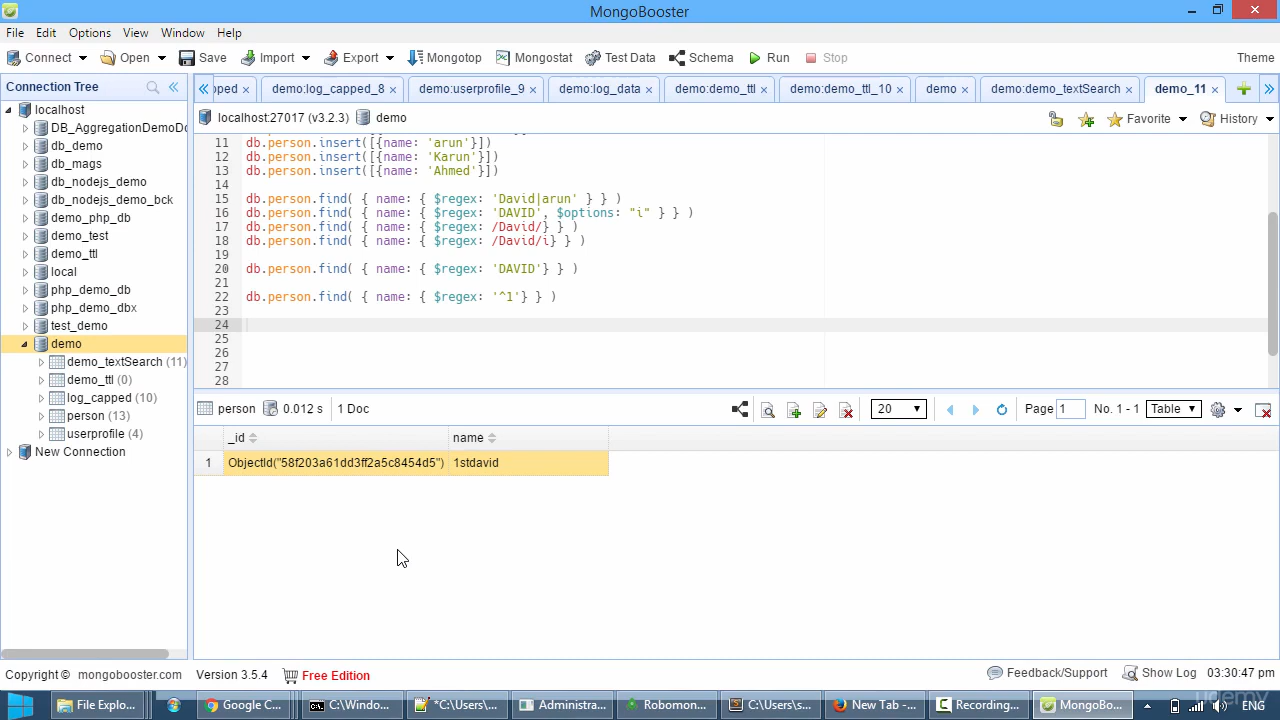 MongoBooster
File Edit Options View Window Help
Connect Open Save Import Export Mongotop Mongostat Test Data Schema Run Stop Theme
Connection Tree
pped × demo:log_capped_8 × demo:userprofile_9 × demo:log_data × demo:demo_ttl × demo:demo_ttl_10 × demo × demo:demo_textSearch × demo_11 ×
localhost:27017 (v3.2.3) demo Favorite History
localhost
DB_AggregationDemoDo
db_demo
db_mags
db_nodejs_demo
db_nodejs_demo_bck
demo_php_db
demo_test
demo_ttl
local
php_demo_db
php_demo_dbx
test_demo
demo
demo_textSearch (11)
demo_ttl (0)
log_capped (10)
person (13)
userprofile (4)
New Connection
11 db.person.insert([{name: 'arun'}])
12 db.person.insert([{name: 'Karun'}])
13 db.person.insert([{name: 'Ahmed'}])
14
15 db.person.find( { name: { $regex: 'David|arun' } } )
16 db.person.find( { name: { $regex: 'DAVID', $options: "i" } } )
17 db.person.find( { name: { $regex: /David/} } )
18 db.person.find( { name: { $regex: /David/i} } )
19
20 db.person.find( { name: { $regex: 'DAVID'} } )
21
22 db.person.find( { name: { $regex: '^1'} } )
23
24
25
26
27
28
person 0.012 s 1 Doc 20 Page 1 No. 1 - 1 Table
_id name
1 ObjectId("58f203a61dd3ff2a5c8454d5") 1stdavid
Copyright © mongobooster.com Version 3.5.4 Free Edition Feedback/Support Show Log 03:30:47 pm
File Explo... Google C... C:\Windo... *C:\Users\... Administra... Robomon... C:\Users\s... New Tab -... Recording... MongoBo... ENG
udemy